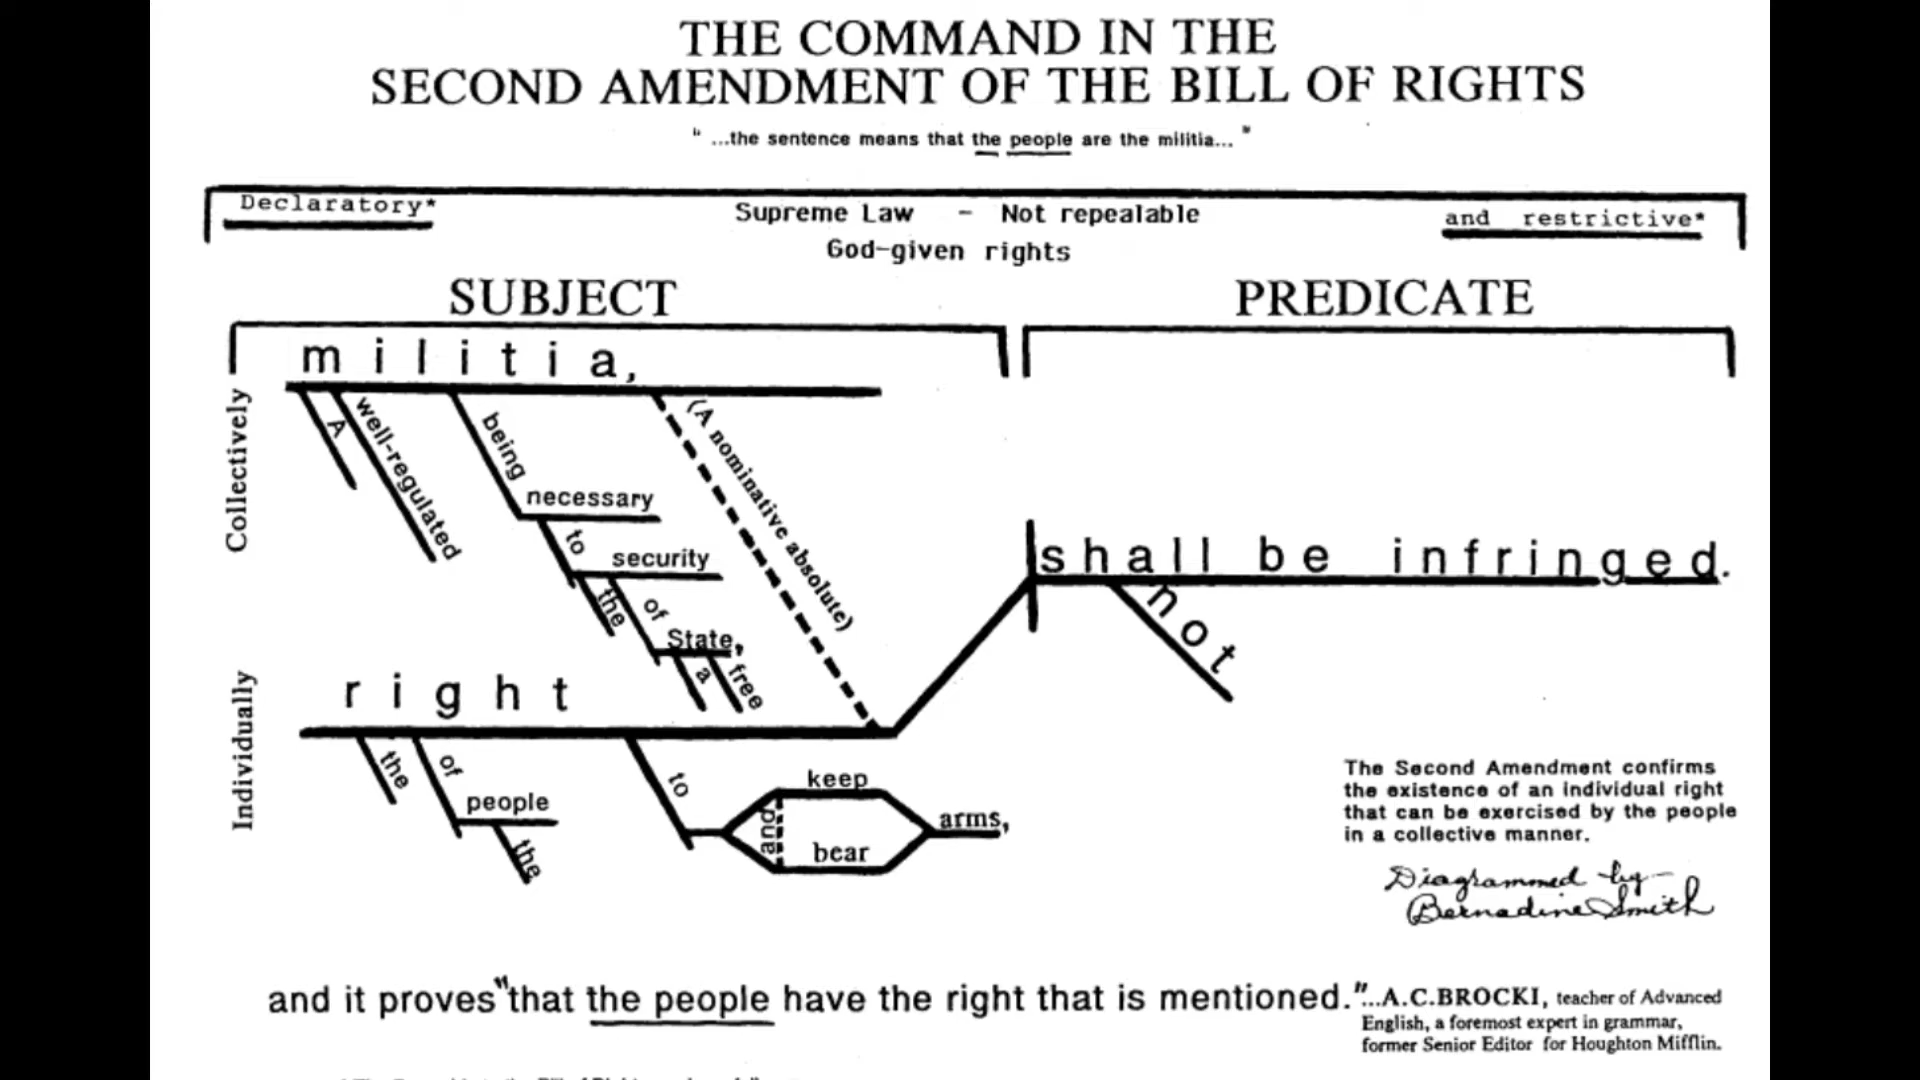 THE COMMAND IN THE
SECOND AMENDMENT OF THE BILL OF RIGHTS
" ...the sentence means that the people are the militia... "
Declaratory*
Supreme Law - Not repealable
and restrictive*
God-given rights
SUBJECT
PREDICATE
Collectively
militia,
A
well-regulated
being
necessary
to
security
the
of
State,
a
free
(A nominative absolute)
shall be infringed.
not
Individually
right
the
of
people
the
to
keep
and
bear
arms,
The Second Amendment confirms
the existence of an individual right
that can be exercised by the people
in a collective manner.
Diagrammed by
Bernadine Smith
and it proves "that the people have the right that is mentioned."...A.C.BROCKI, teacher of Advanced
English, a foremost expert in grammar,
former Senior Editor for Houghton Mifflin.